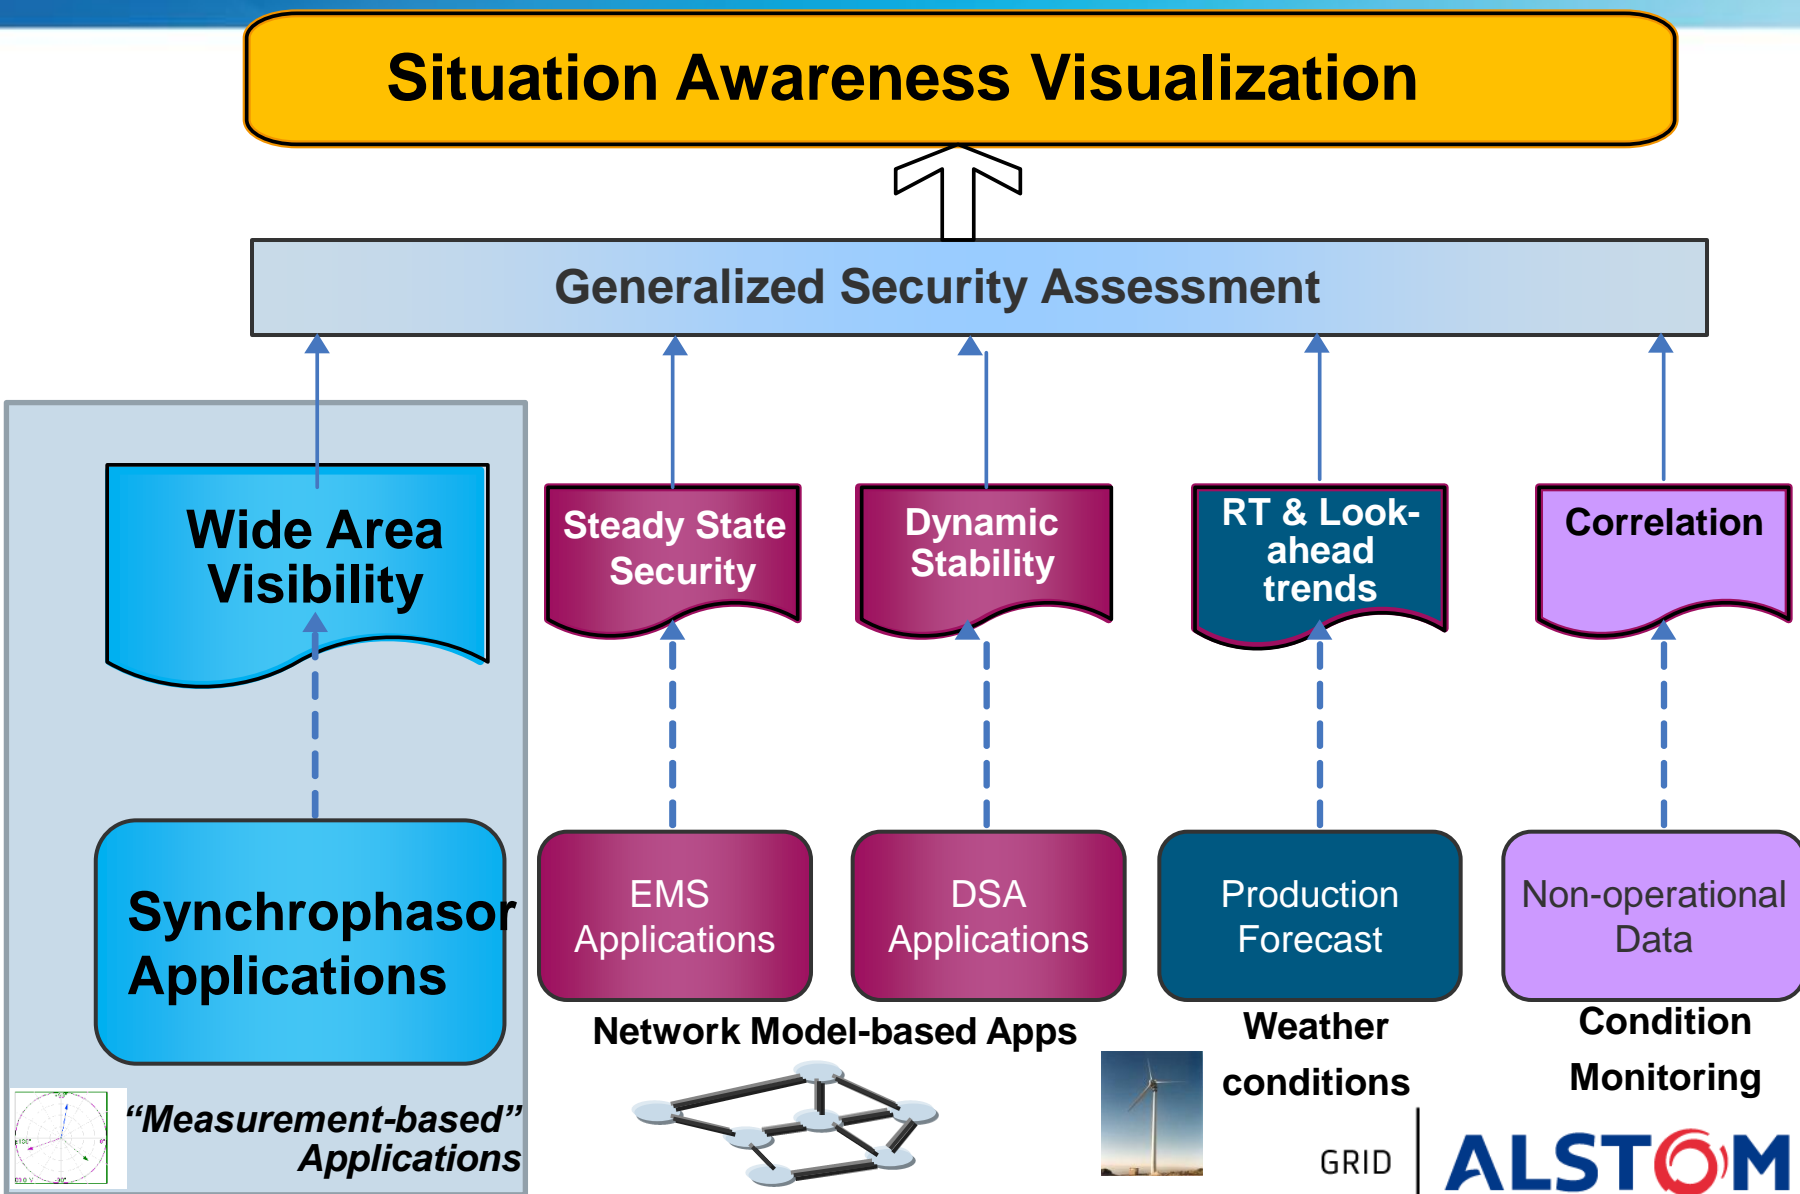 Situation Awareness Visualization
Generalized Security Assessment
Wide Area
Visibility
Steady State
Security
Dynamic
Stability
RT & Look-
ahead
trends
Correlation
Synchrophasor
Applications
EMS
Applications
DSA
Applications
Production
Forecast
Non-operational
Data
Network Model-based Apps
Weather
conditions
Condition
Monitoring
“Measurement-based”
Applications
GRID
ALSTOM